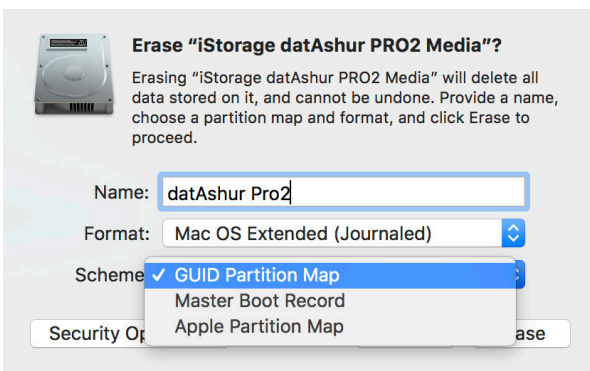 Erase “iStorage datAshur PRO2 Media”?
Erasing “iStorage datAshur PRO2 Media” will delete all
data stored on it, and cannot be undone. Provide a name,
choose a partition map and format, and click Erase to
proceed.
Name: datAshur Pro2
Format: Mac OS Extended (Journaled)
Scheme ✓ GUID Partition Map
Master Boot Record
Apple Partition Map
Security Op ase